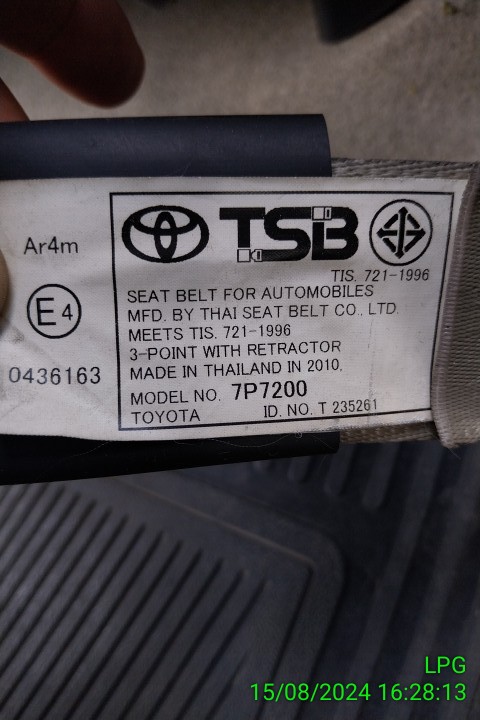 Ar4m
E4
0436163
TSB
TIS. 721-1996
SEAT BELT FOR AUTOMOBILES
MFD. BY THAI SEAT BELT CO., LTD.
MEETS TIS. 721-1996
3-POINT WITH RETRACTOR
MADE IN THAILAND IN 2010.
MODEL NO. 7P7200
TOYOTA ID. NO. T 235261
LPG
15/08/2024 16:28:13